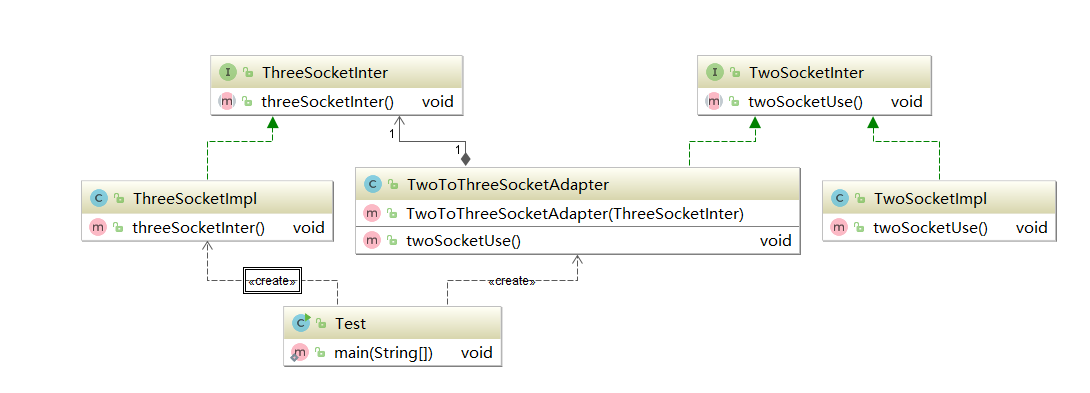 ThreeSocketInter
threeSocketInter() void
TwoSocketInter
twoSocketUse() void
1
1
ThreeSocketImpl
threeSocketInter() void
TwoToThreeSocketAdapter
TwoToThreeSocketAdapter(ThreeSocketInter)
twoSocketUse() void
TwoSocketImpl
twoSocketUse() void
«create»
«create»
Test
main(String[]) void